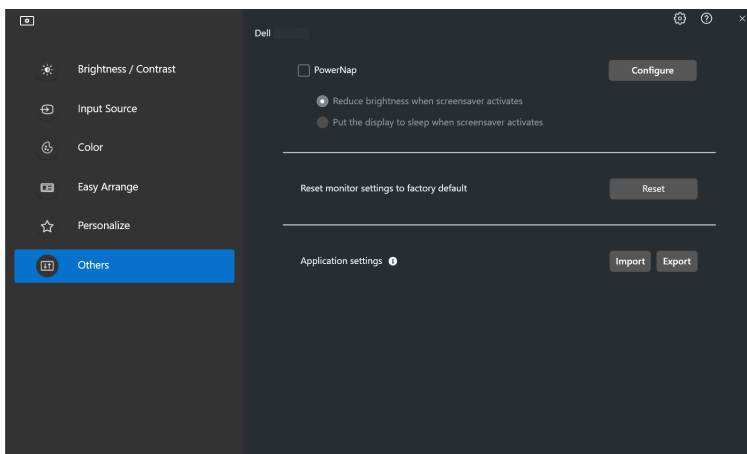 Dell
Brightness / Contrast
Input Source
Color
Easy Arrange
Personalize
Others
PowerNap
Configure
Reduce brightness when screensaver activates
Put the display to sleep when screensaver activates
Reset monitor settings to factory default
Reset
Application settings
Import
Export